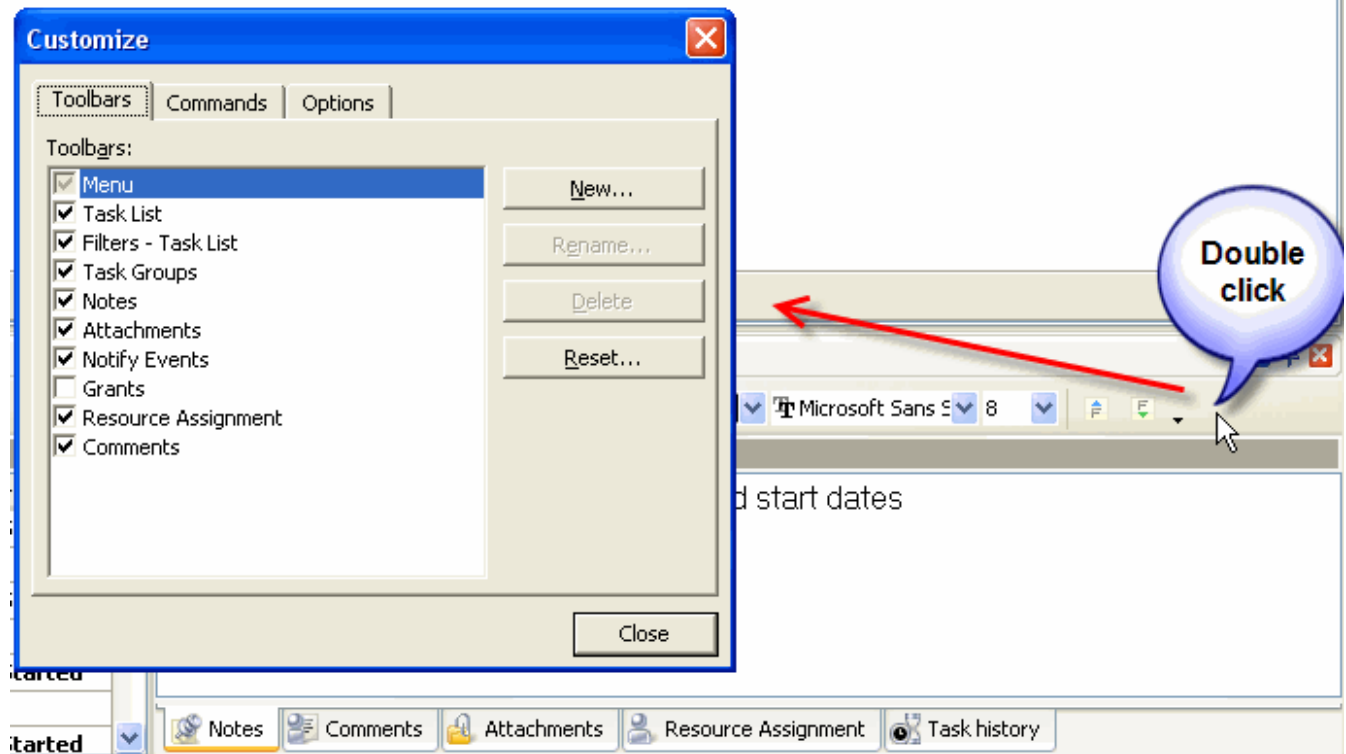 Customize
Toolbars Commands Options
Toolbars:
Menu
Task List
Filters - Task List
Task Groups
Notes
Attachments
Notify Events
Grants
Resource Assignment
Comments
New...
Rename...
Delete
Reset...
Close
Double
click
Microsoft Sans S 8
d start dates
tarted
tarted
Notes Comments Attachments Resource Assignment Task history